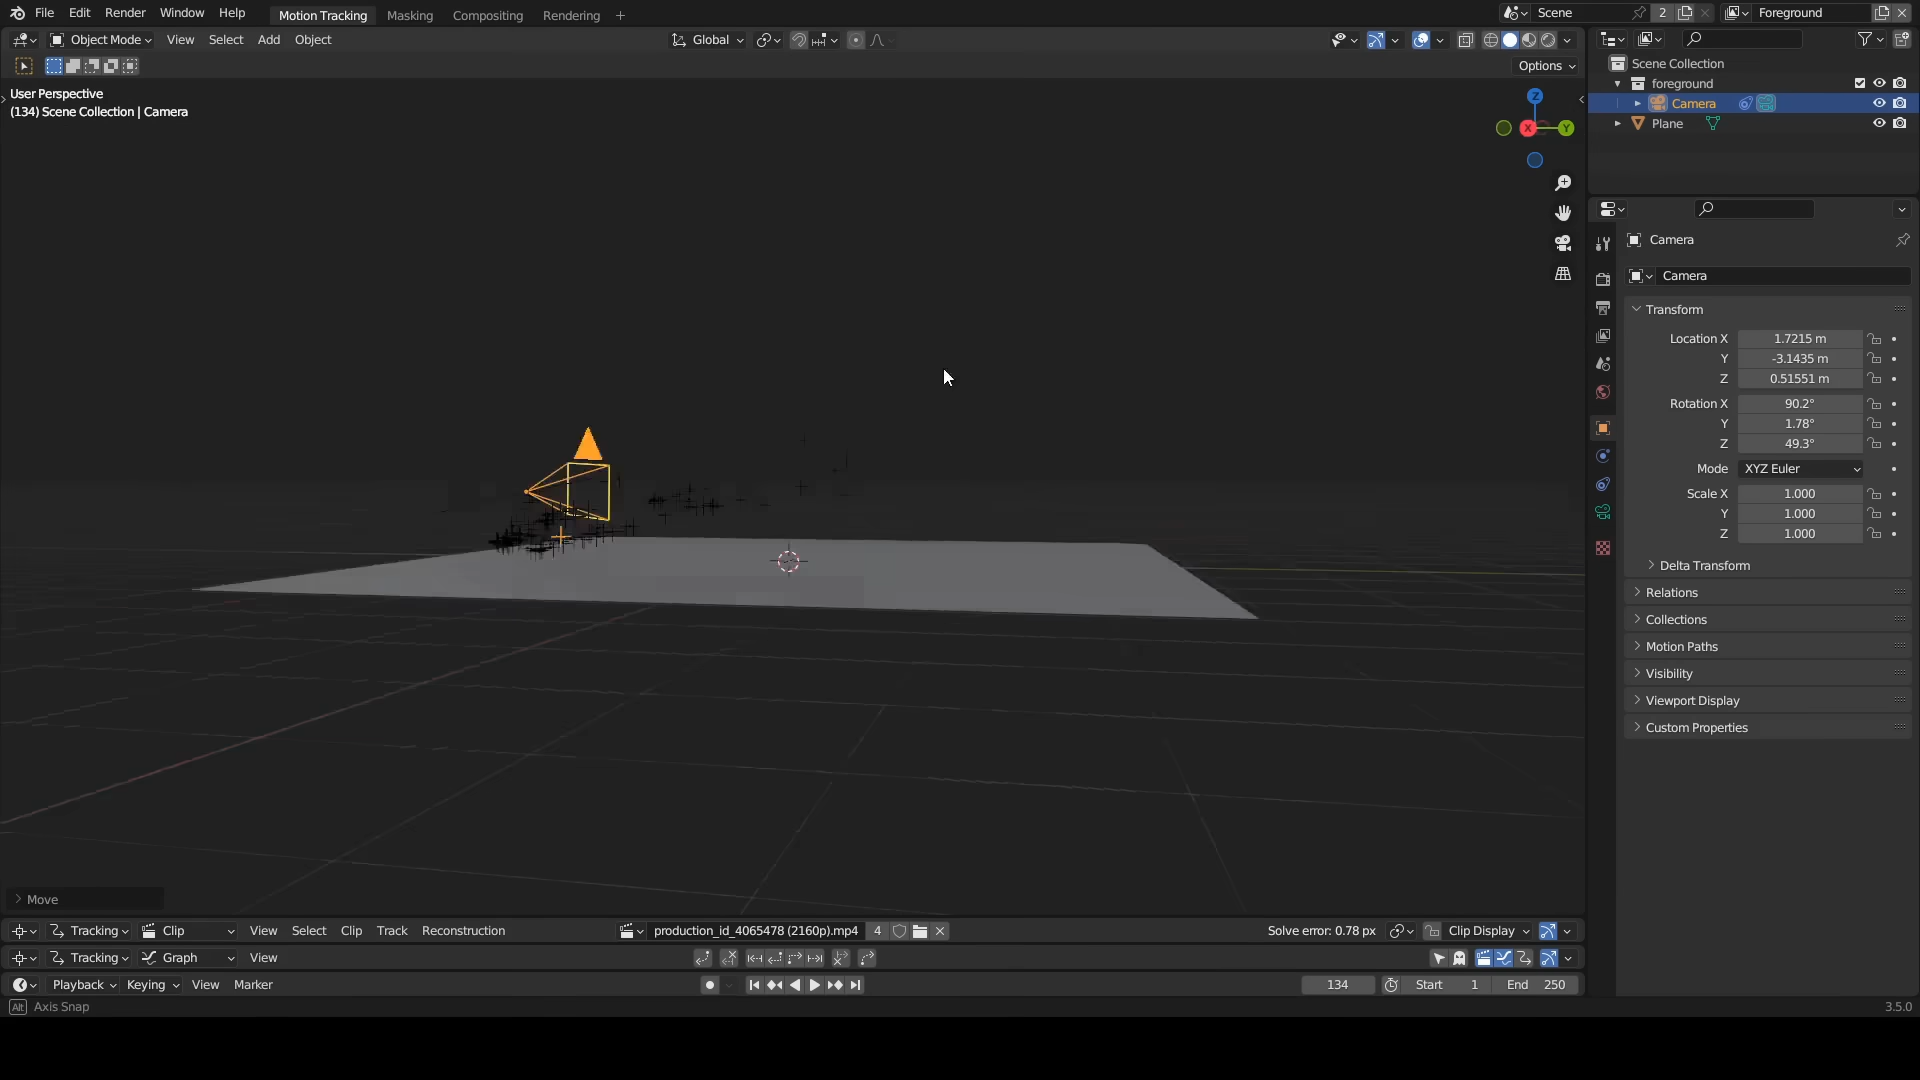 File Edit Render Window Help Motion Tracking Masking Compositing Rendering + Scene 2 Foreground
Object Mode View Select Add Object Global
Options
User Perspective
(134) Scene Collection | Camera
Z
X Y
Scene Collection
foreground
Camera
Plane
Camera
Camera
Transform
Location X 1.7215 m
Y -3.1435 m
Z 0.51551 m
Rotation X 90.2°
Y 1.78°
Z 49.3°
Mode XYZ Euler
Scale X 1.000
Y 1.000
Z 1.000
Delta Transform
Relations
Collections
Motion Paths
Visibility
Viewport Display
Custom Properties
Move
Tracking Clip View Select Clip Track Reconstruction production_id_4065478 (2160p).mp4 4 Solve error: 0.78 px Clip Display
Tracking Graph View
Playback Keying View Marker 134 Start 1 End 250
Alt Axis Snap 3.5.0